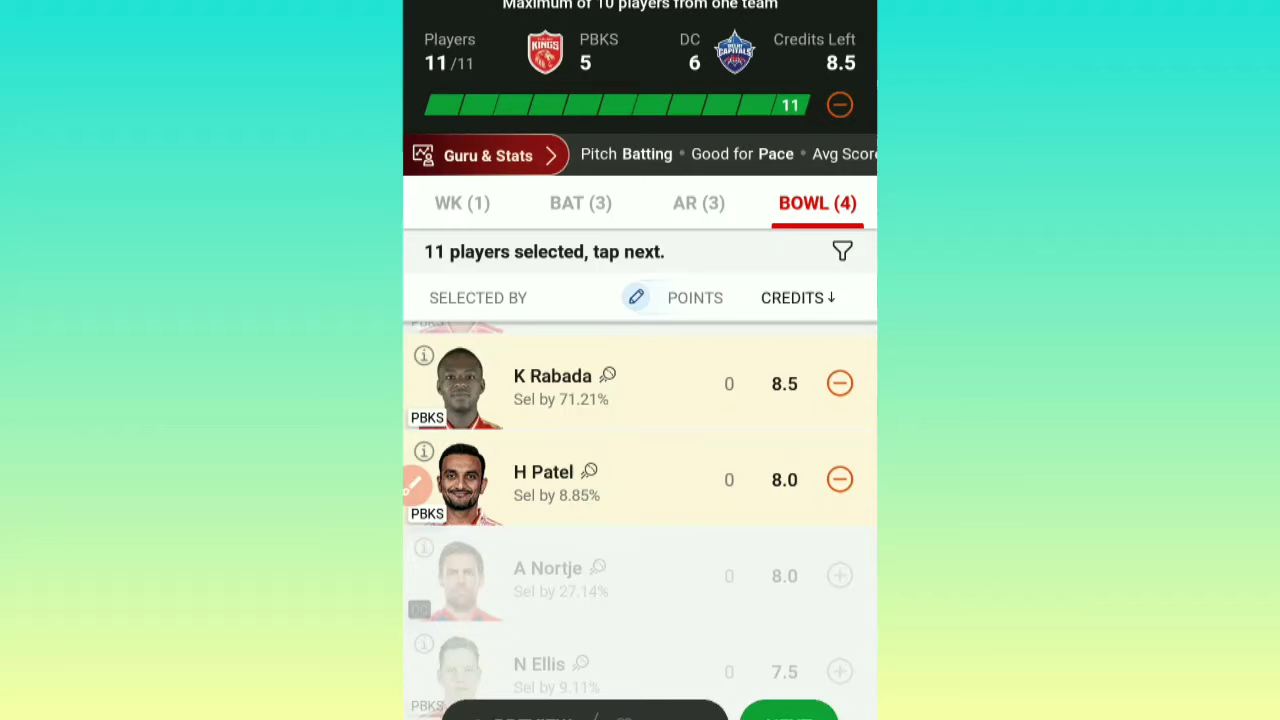 Maximum of 10 players from one team
Players PBKS DC Credits Left
11/11 5 6 8.5
11
Guru & Stats Pitch Batting • Good for Pace • Avg Score
WK (1) BAT (3) AR (3) BOWL (4)
11 players selected, tap next.
SELECTED BY POINTS CREDITS↓
PBKS
K Rabada 0 8.5
Sel by 71.21%
PBKS
H Patel 0 8.0
Sel by 8.85%
PBKS
A Nortje 0 8.0
Sel by 27.14%
DC
N Ellis 0 7.5
Sel by 9.11%
PBKS
NEXT